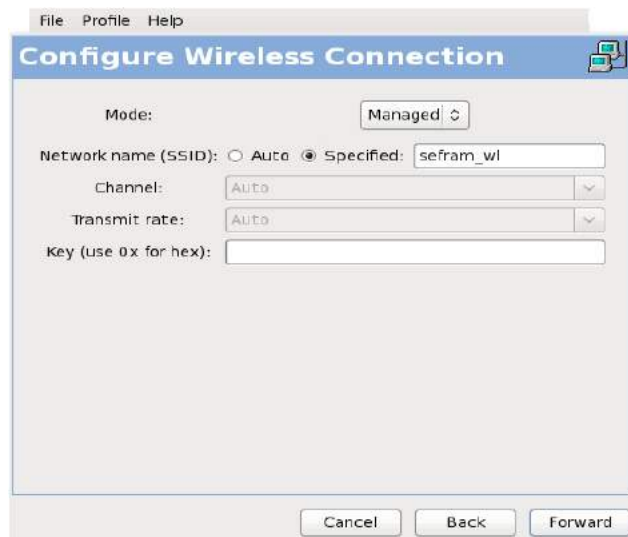 File Profile Help
Configure Wireless Connection
Mode: Managed
Network name (SSID): Auto Specified: sefram_wl
Channel: Auto
Transmit rate: Auto
Key (use 0x for hex):
Cancel Back Forward